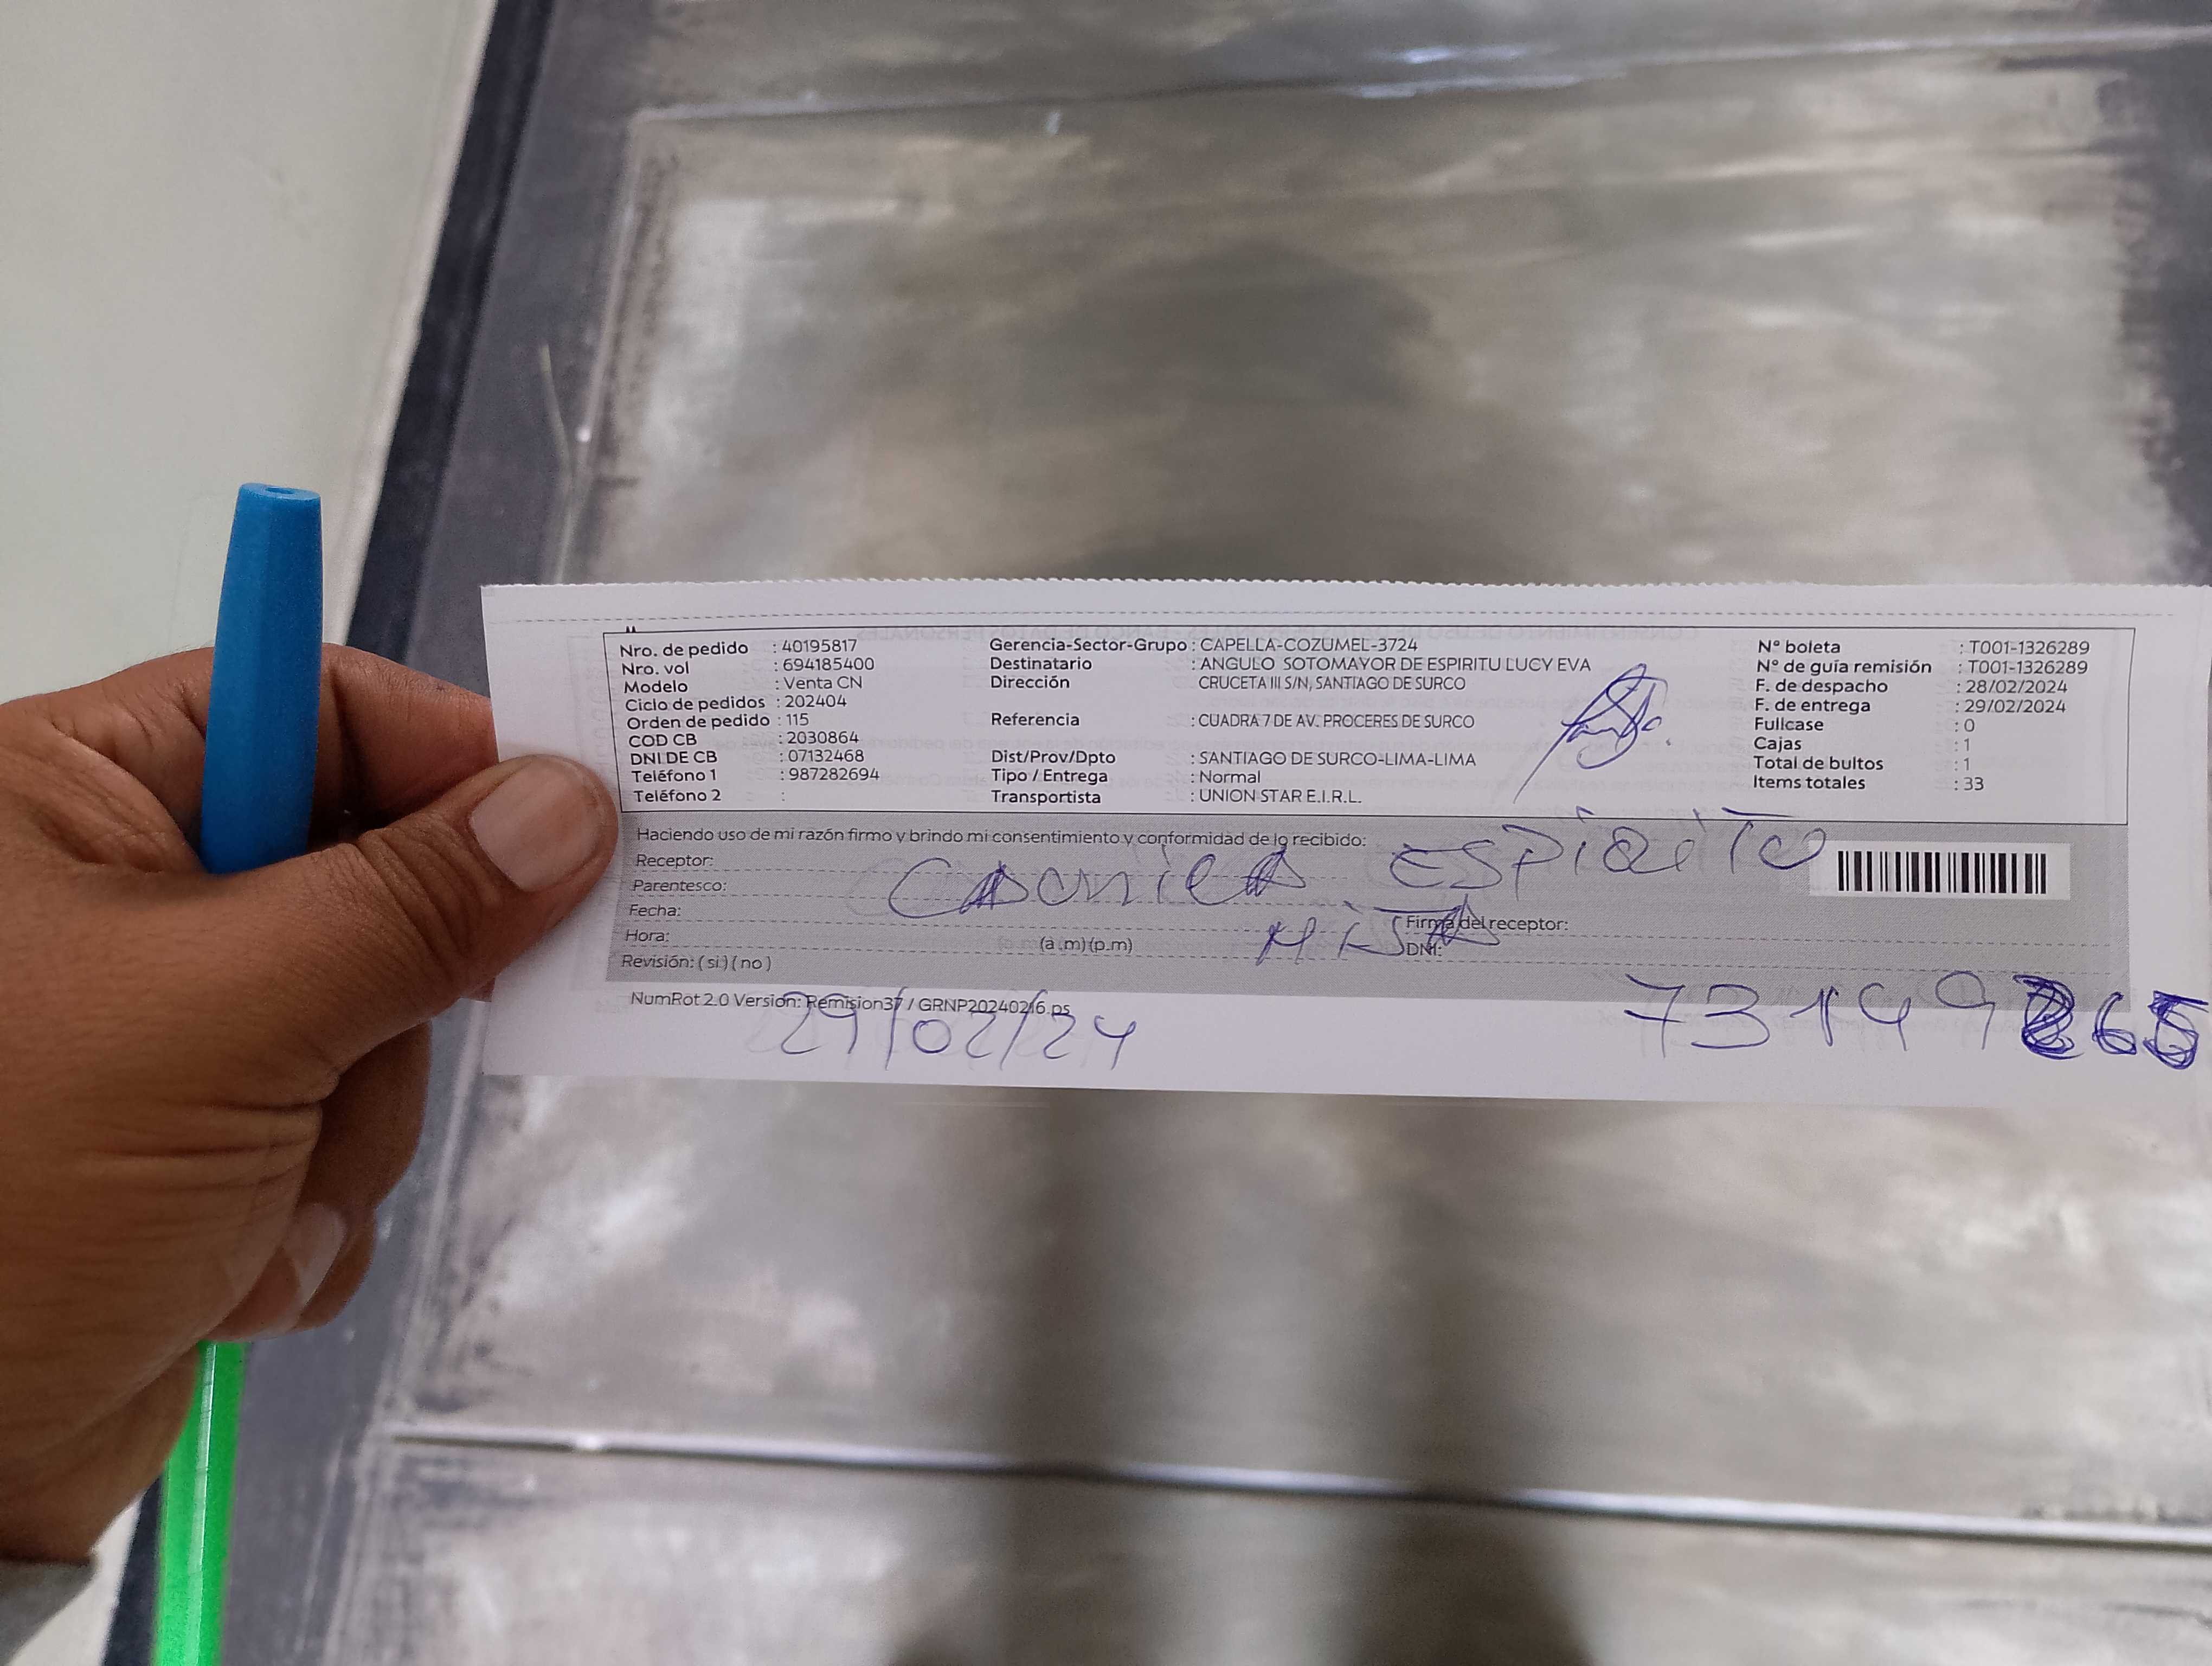 Nro. de pedido : 40195817
Nro. vol : 694185400
Modelo : Venta CN
Ciclo de pedidos : 202404
Orden de pedido : 115
COD CB : 2030864
DNI DE CB : 07132468
Teléfono 1 : 987282694
Teléfono 2 :
Gerencia-Sector-Grupo : CAPELLA-COZUMEL-3724
Destinatario : ANGULO SOTOMAYOR DE ESPIRITU LUCY EVA
Dirección CRUCETA III S/N, SANTIAGO DE SURCO
Referencia : CUADRA 7 DE AV. PROCERES DE SURCO
Dist/Prov/Dpto : SANTIAGO DE SURCO-LIMA-LIMA
Tipo / Entrega : Normal
Transportista : UNION STAR E.I.R.L.
N° boleta : T001-1326289
N° de guía remisión : T001-1326289
F. de despacho : 28/02/2024
F. de entrega : 29/02/2024
Fullcase : 0
Cajas : 1
Total de bultos : 1
Items totales : 33
Haciendo uso de mi razón firmo y brindo mi consentimiento y conformidad de lo recibido:
Receptor: ESPIRITU
Parentesco:
Fecha: Firma del receptor:
Hora: (a .m) (p.m) DNI:
Revisión: ( si ) ( no )
NumRot 2.0 Version: Remision37 / GRNP20240216.ps
29/02/24